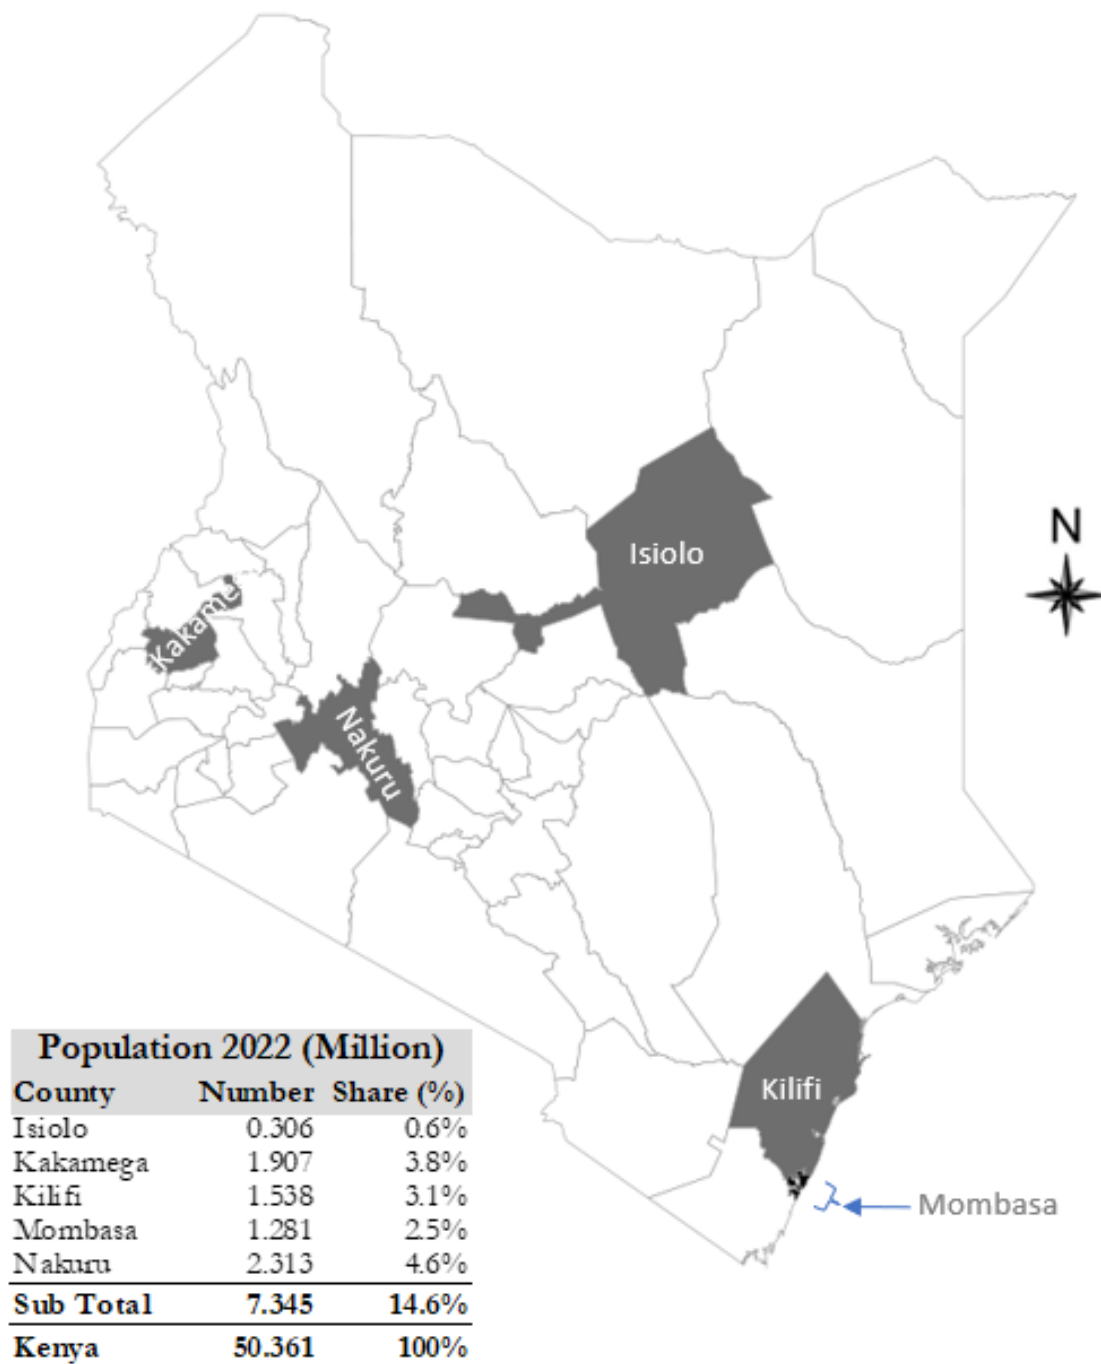 N
Isiolo
Kakame
Nakuru
Kilifi
Mombasa
Population 2022 (Million)
County Number Share (%)
Isiolo 0.306 0.6%
Kakamega 1.907 3.8%
Kilifi 1.538 3.1%
Mombasa 1.281 2.5%
Nakuru 2.313 4.6%
Sub Total 7.345 14.6%
Kenya 50.361 100%